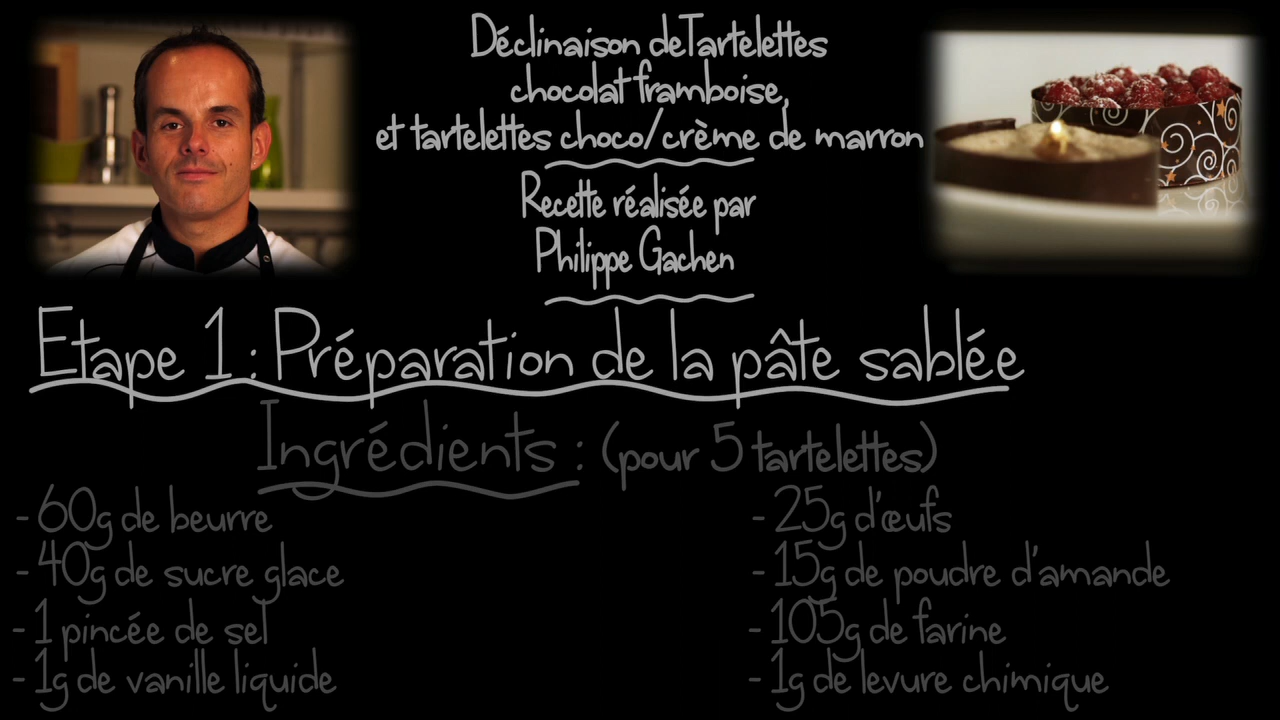 Déclinaison deTartelettes
chocolat framboise,
et tartelettes choco/crème de marron
Recette réalisée par
Philippe Gachen
Etape 1 : Préparation de la pâte sablée
Ingrédients : (pour 5 tartelettes)
- 60g de beurre
- 40g de sucre glace
- 1 pincée de sel
- 1g de vanille liquide
- 25g d'œufs
- 15g de poudre d'amande
- 105g de farine
- 1g de levure chimique